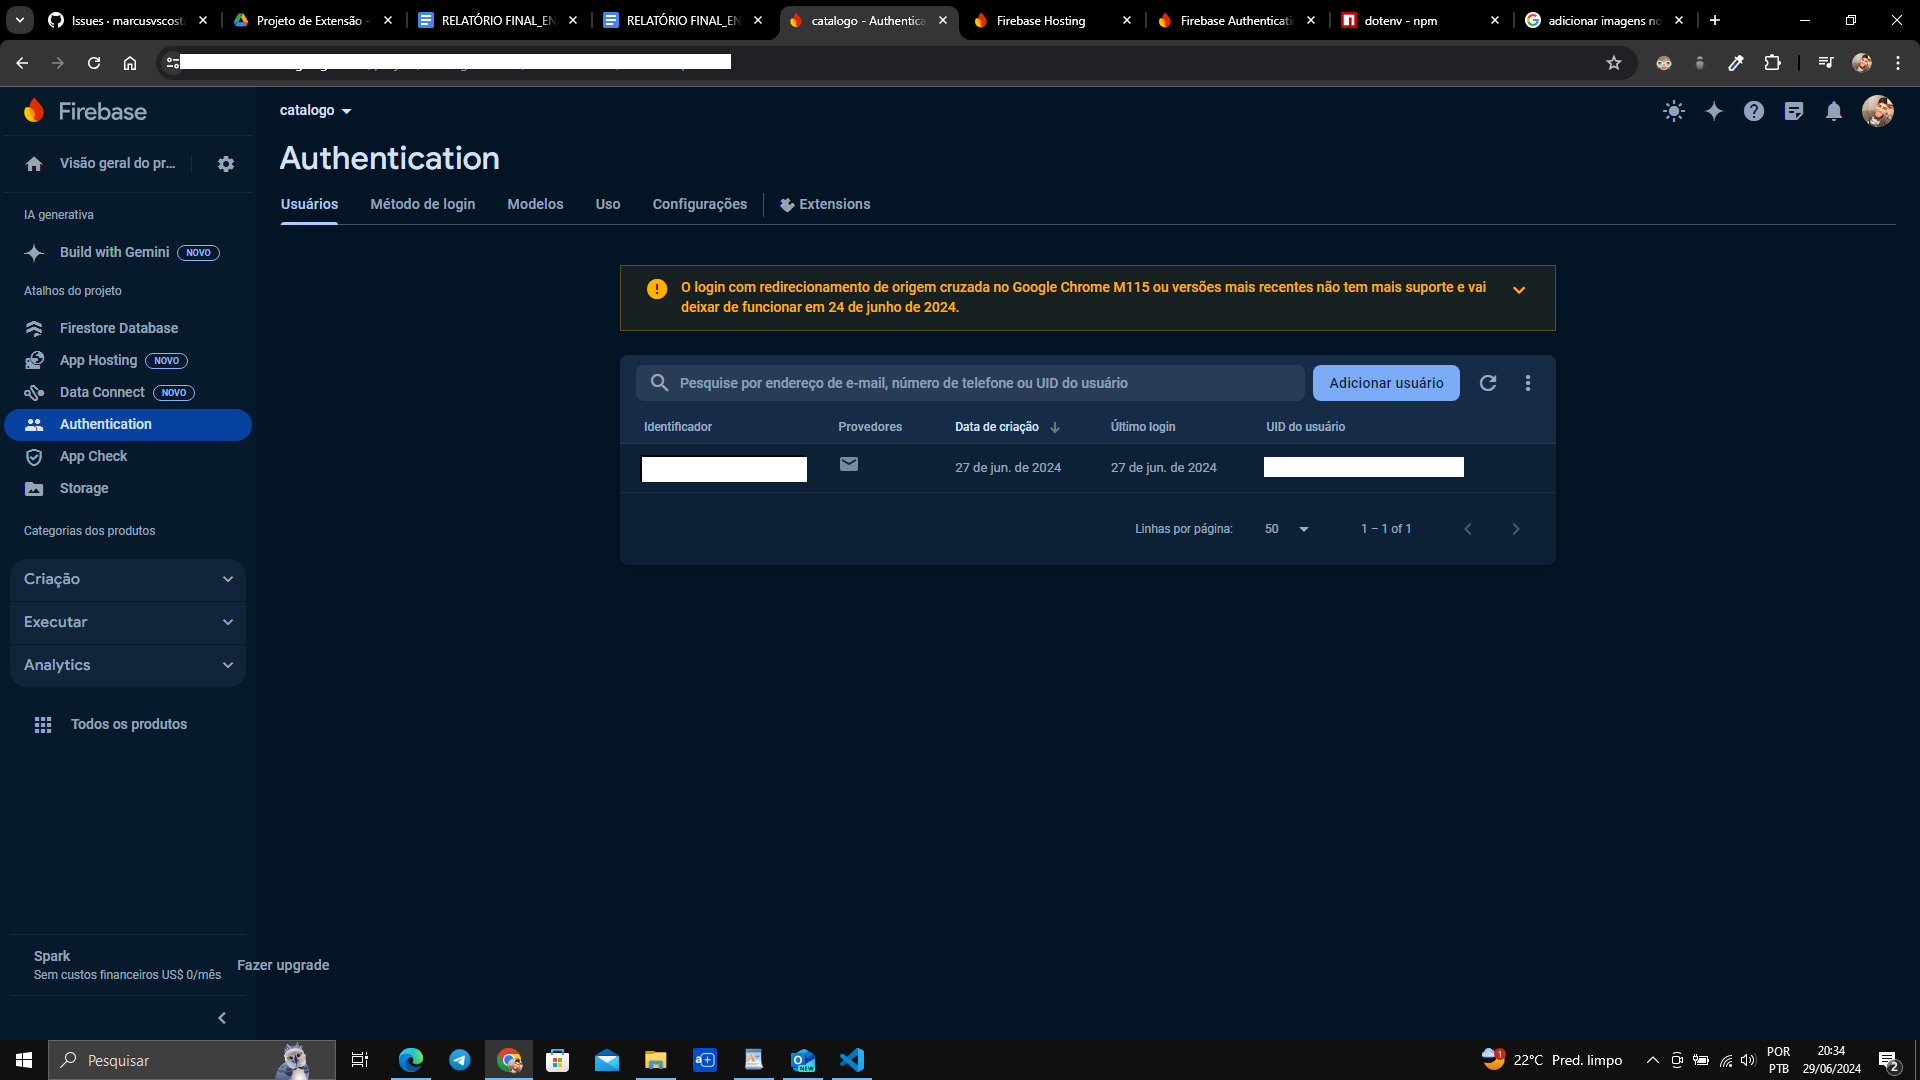 Issues · marcusvscosta
Projeto de Extensão -
RELATÓRIO FINAL_EN
RELATÓRIO FINAL_EN
catalogo - Authentica
Firebase Hosting
Firebase Authenticati
dotenv - npm
adicionar imagens no
Firebase
catalogo
Visão geral do pr...
Authentication
Usuários
Método de login
Modelos
Uso
Configurações
Extensions
IA generativa
Build with Gemini NOVO
Atalhos do projeto
Firestore Database
App Hosting NOVO
Data Connect NOVO
Authentication
App Check
Storage
Categorias dos produtos
Criação
Executar
Analytics
Todos os produtos
O login com redirecionamento de origem cruzada no Google Chrome M115 ou versões mais recentes não tem mais suporte e vai
deixar de funcionar em 24 de junho de 2024.
Pesquise por endereço de e-mail, número de telefone ou UID do usuário
Adicionar usuário
Identificador
Provedores
Data de criação
Último login
UID do usuário
27 de jun. de 2024
27 de jun. de 2024
Linhas por página:
50
1 – 1 of 1
Spark
Sem custos financeiros US$ 0/mês
Fazer upgrade
Pesquisar
NEW
1
22°C Pred. limpo
POR
PTB
20:34
29/06/2024
2